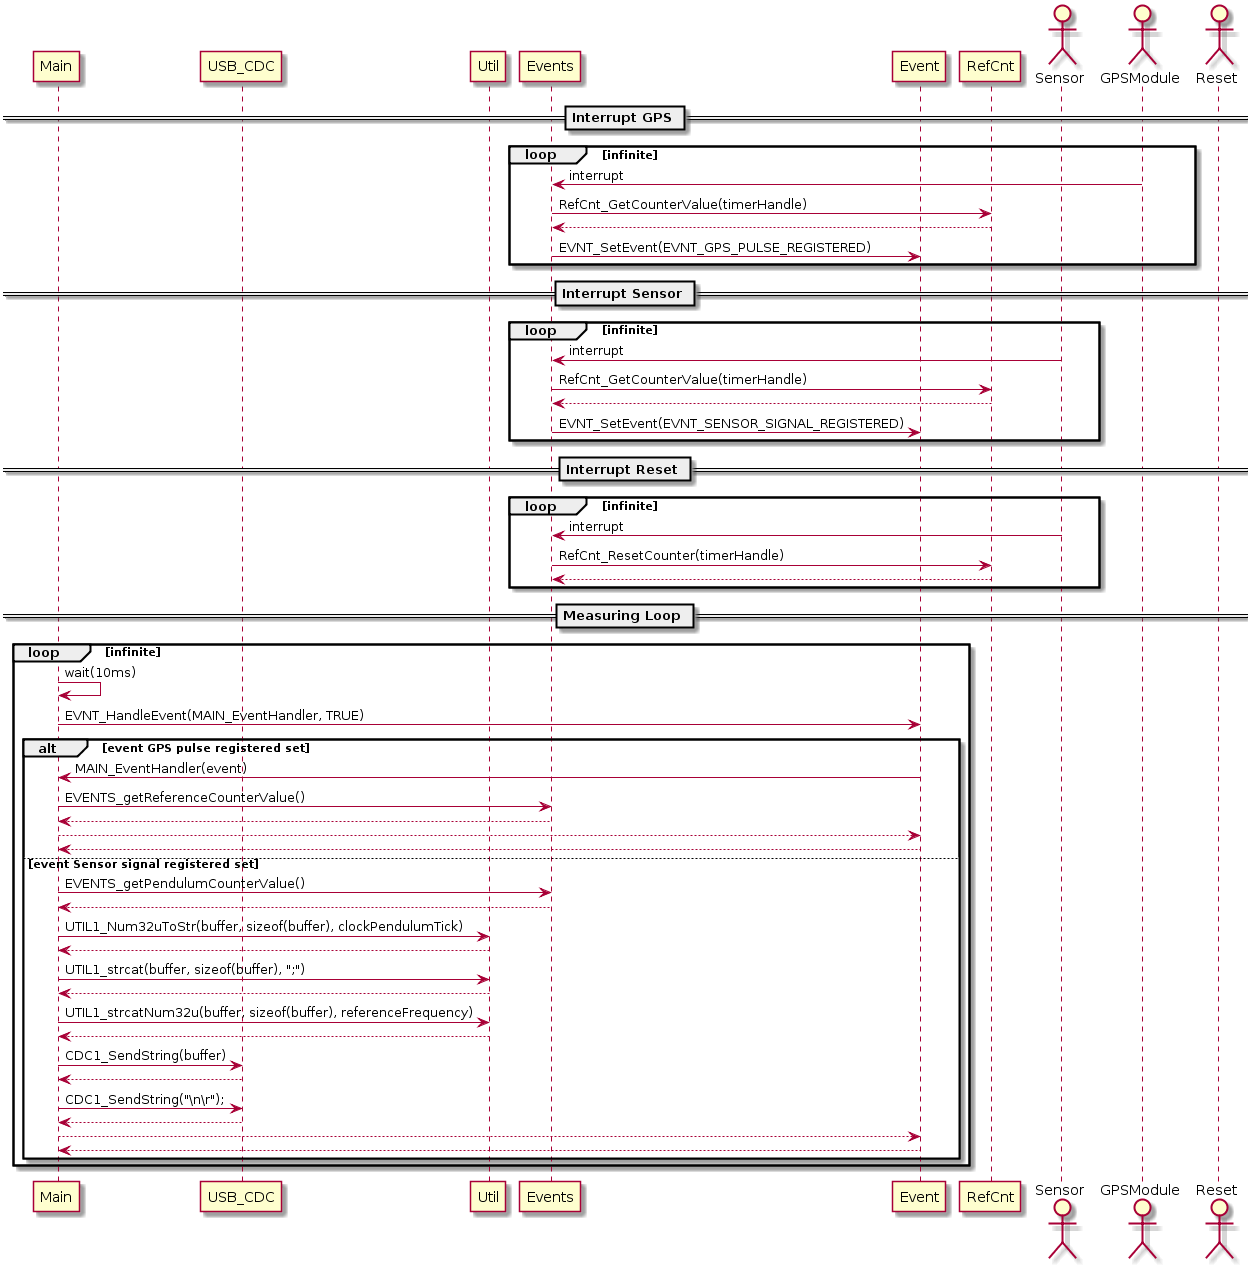 Main
USB_CDC
Util
Events
Event
RefCnt
Sensor
GPSModule
Reset
Interrupt GPS
loop [infinite]
interrupt
RefCnt_GetCounterValue(timerHandle)
EVNT_SetEvent(EVNT_GPS_PULSE_REGISTERED)
Interrupt Sensor
loop [infinite]
interrupt
RefCnt_GetCounterValue(timerHandle)
EVNT_SetEvent(EVNT_SENSOR_SIGNAL_REGISTERED)
Interrupt Reset
loop [infinite]
interrupt
RefCnt_ResetCounter(timerHandle)
Measuring Loop
loop [infinite]
wait(10ms)
EVNT_HandleEvent(MAIN_EventHandler, TRUE)
alt [event GPS pulse registered set]
MAIN_EventHandler(event)
EVENTS_getReferenceCounterValue()
[event Sensor signal registered set]
EVENTS_getPendulumCounterValue()
UTIL1_Num32uToStr(buffer, sizeof(buffer), clockPendulumTick)
UTIL1_strcat(buffer, sizeof(buffer), ";")
UTIL1_strcatNum32u(buffer, sizeof(buffer), referenceFrequency)
CDC1_SendString(buffer)
CDC1_SendString("\n\r");
Main
USB_CDC
Util
Events
Event
RefCnt
Sensor
GPSModule
Reset